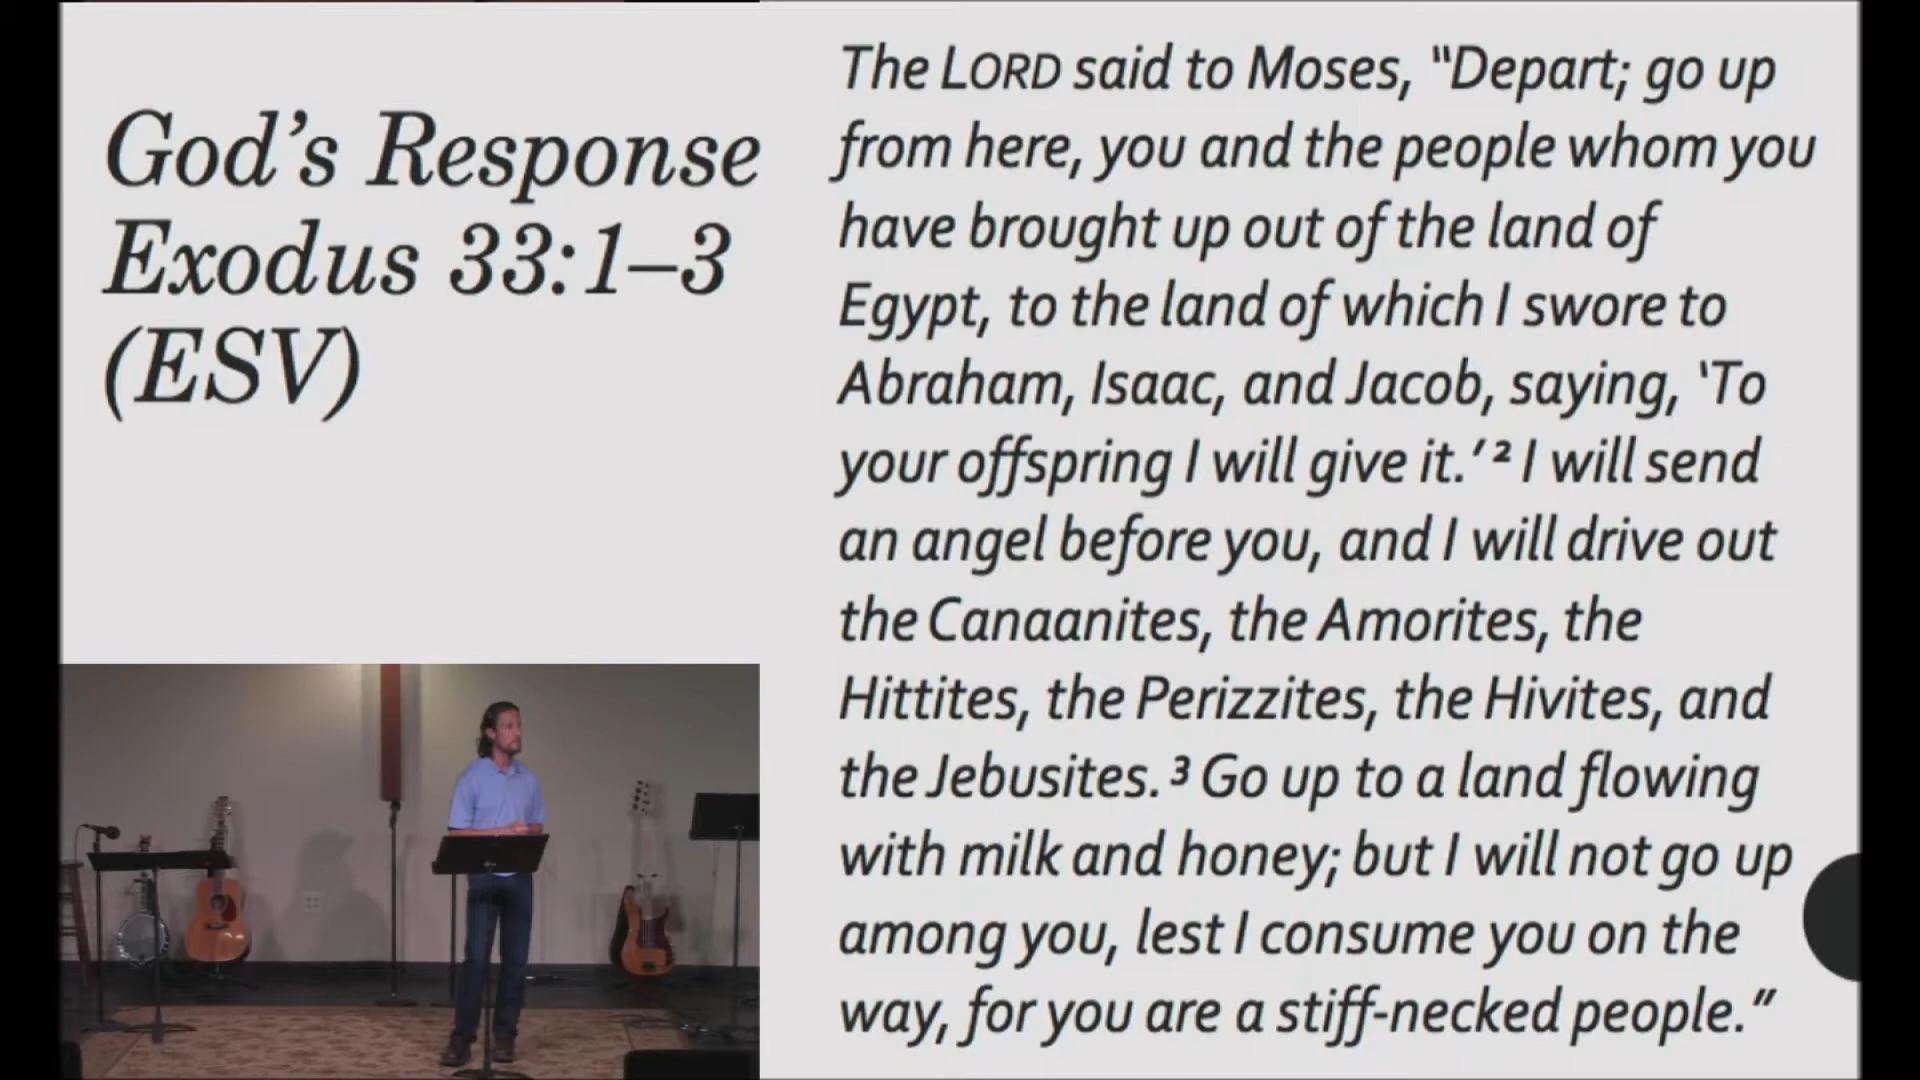 God’s Response
Exodus 33:1–3
(ESV)
The LORD said to Moses, “Depart; go up
from here, you and the people whom you
have brought up out of the land of
Egypt, to the land of which I swore to
Abraham, Isaac, and Jacob, saying, ‘To
your offspring I will give it.’ ² I will send
an angel before you, and I will drive out
the Canaanites, the Amorites, the
Hittites, the Perizzites, the Hivites, and
the Jebusites. ³ Go up to a land flowing
with milk and honey; but I will not go up
among you, lest I consume you on the
way, for you are a stiff-necked people.”